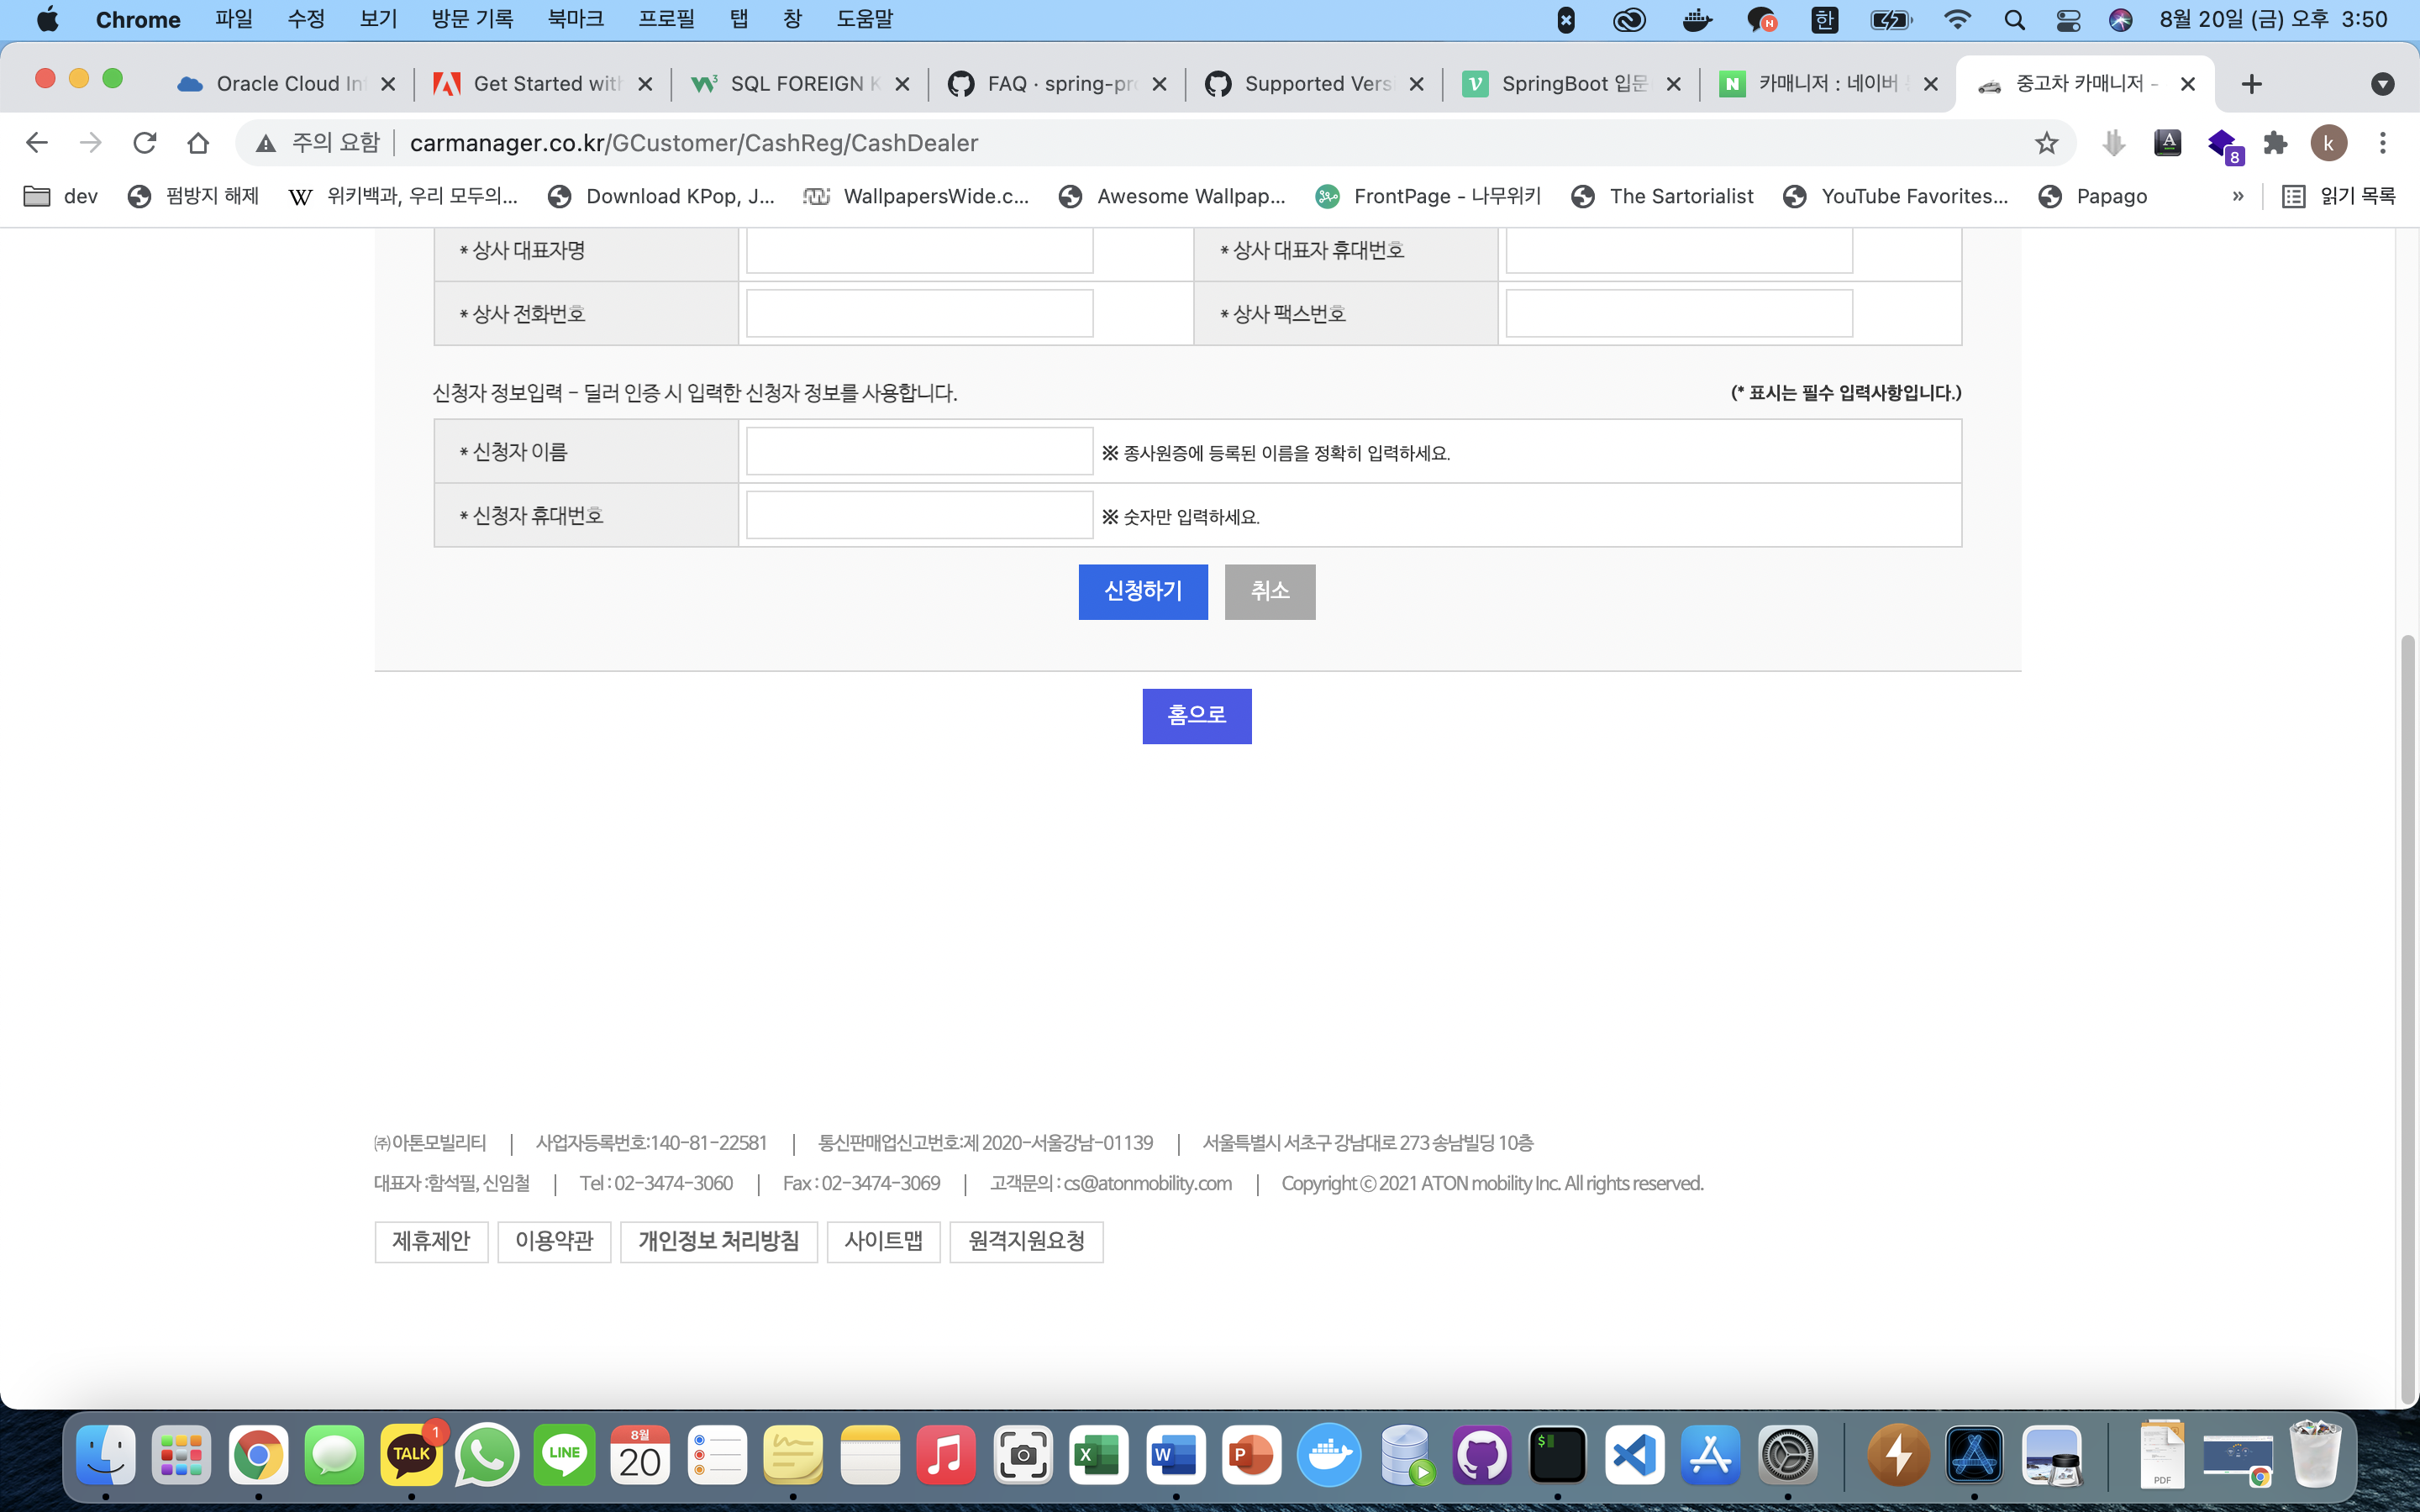 Chrome 파일 수정 보기 방문 기록 북마크 프로필 탭 창 도움말 N 한 8월 20일 (금) 오후 3:50
Oracle Cloud In Get Started with SQL FOREIGN K FAQ · spring-pro Supported Vers SpringBoot 입문 카매니저 : 네이버 중고차 카매니저 -
주의 요함 carmanager.co.kr/GCustomer/CashReg/CashDealer A 8 k
dev 펌방지 해제 W 위키백과, 우리 모두의... Download KPop, J... WallpapersWide.c... Awesome Wallpap... FrontPage - 나무위키 The Sartorialist YouTube Favorites... Papago » 읽기 목록
* 상사 대표자명 * 상사 대표자 휴대번호
* 상사 전화번호 * 상사 팩스번호
신청자 정보입력 - 딜러 인증 시 입력한 신청자 정보를 사용합니다. (* 표시는 필수 입력사항입니다.)
* 신청자 이름 ※ 종사원증에 등록된 이름을 정확히 입력하세요.
* 신청자 휴대번호 ※ 숫자만 입력하세요.
신청하기 취소
홈으로
㈜아톤모빌리티 | 사업자등록번호:140-81-22581 | 통신판매업신고번호:제 2020-서울강남-01139 | 서울특별시 서초구 강남대로 273 송남빌딩 10층
대표자 :함석필, 신임철 | Tel : 02-3474-3060 | Fax : 02-3474-3069 | 고객문의 : cs@atonmobility.com | Copyright ⓒ 2021 ATON mobility Inc. All rights reserved.
제휴제안 이용약관 개인정보 처리방침 사이트맵 원격지원요청
TALK 1 LINE 8월 20 X W P $ PDF